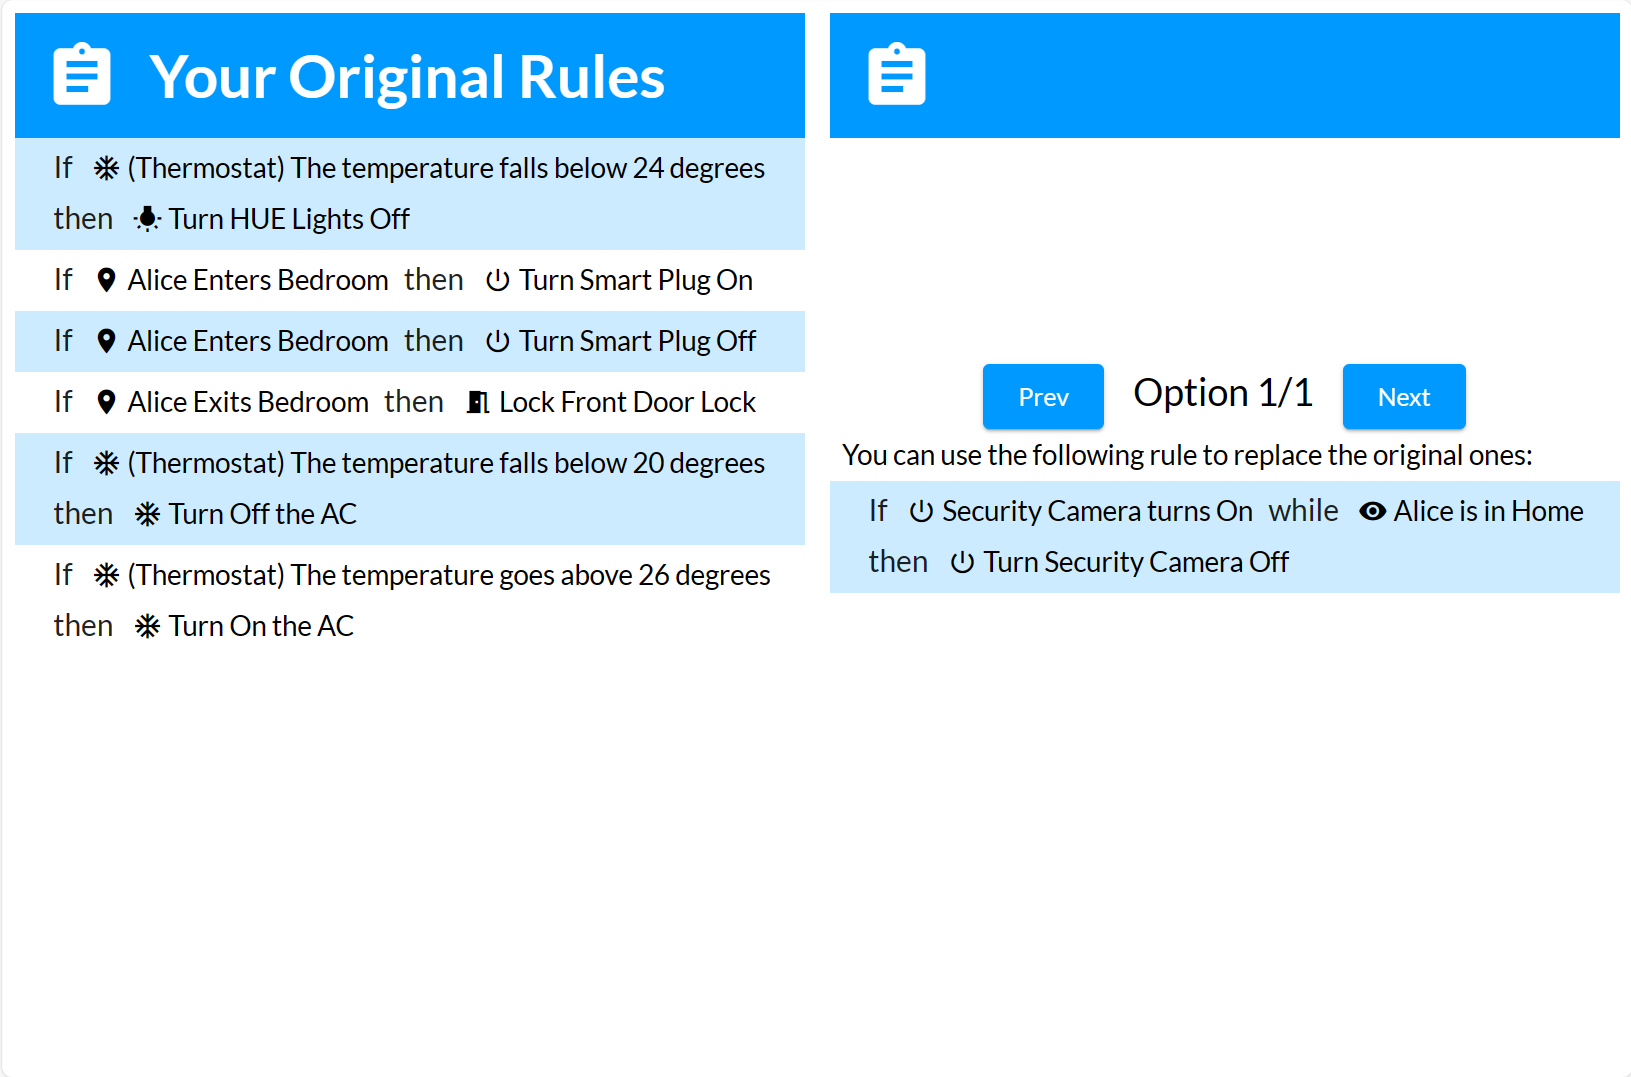 Your Original Rules
If (Thermostat) The temperature falls below 24 degrees
then Turn HUE Lights Off
If Alice Enters Bedroom then Turn Smart Plug On
If Alice Enters Bedroom then Turn Smart Plug Off
If Alice Exits Bedroom then Lock Front Door Lock
If (Thermostat) The temperature falls below 20 degrees
then Turn Off the AC
If (Thermostat) The temperature goes above 26 degrees
then Turn On the AC
Prev Option 1/1 Next
You can use the following rule to replace the original ones:
If Security Camera turns On while Alice is in Home
then Turn Security Camera Off